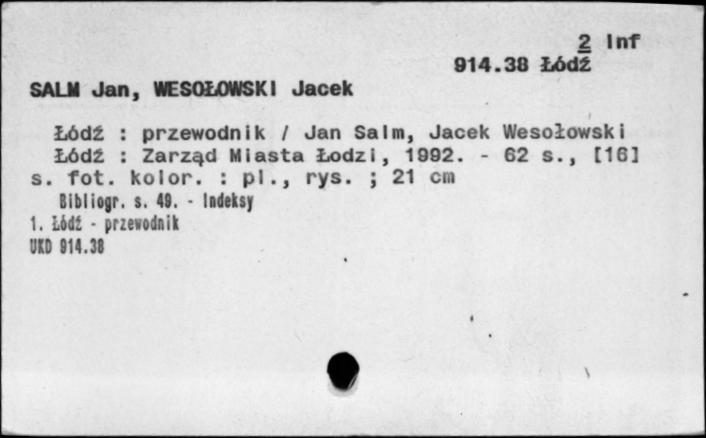 2 Inf
914.38 Łódź
SALM Jan, WESOŁOWSKI Jacek
Łódź : przewodnik / Jan Salm, Jacek Wesołowski
Łódź : Zarząd Miasta Łodzi, 1992. - 62 s., [16]
s. fot. kolor. : pl., rys. ; 21 cm
Bibliogr. s. 49. - Indeksy
1. Łódź - przewodnik
UKD 914.38